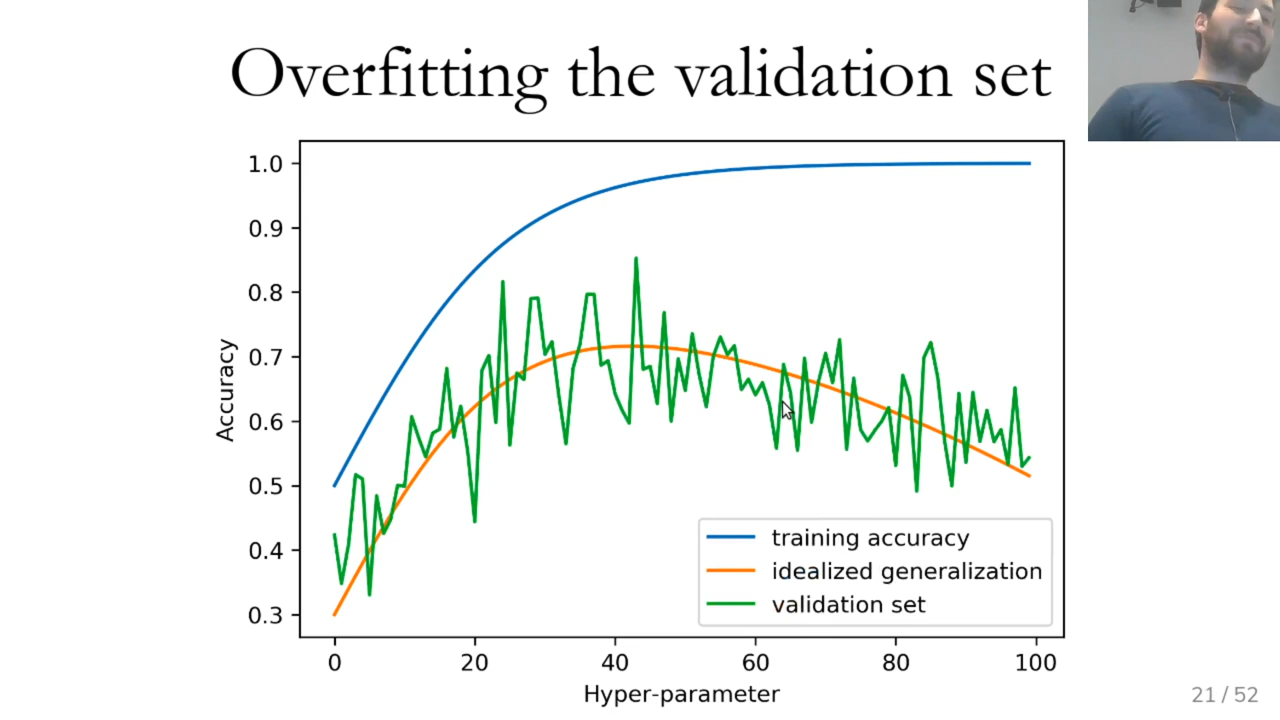 Overfitting the validation set
1.0
0.9
0.8
0.7
0.6
0.5
0.4
0.3
Accuracy
training accuracy
idealized generalization
validation set
0 20 40 60 80 100
Hyper-parameter
21 / 52